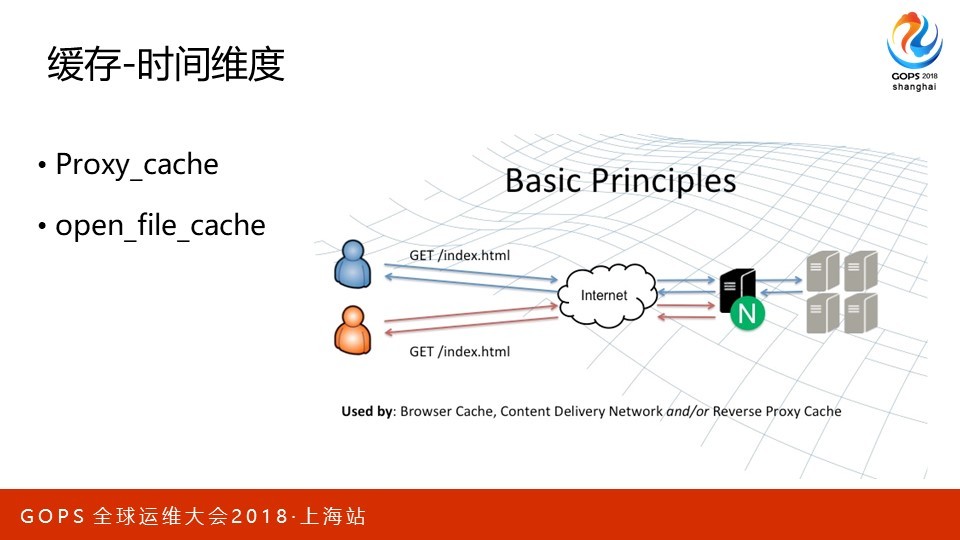 缓存-时间维度
GOPS 2018
shanghai
• Proxy_cache
• open_file_cache
Basic Principles
GET /index.html
Internet
N
GET /index.html
Used by: Browser Cache, Content Delivery Network and/or Reverse Proxy Cache
GOPS 全球运维大会2018·上海站